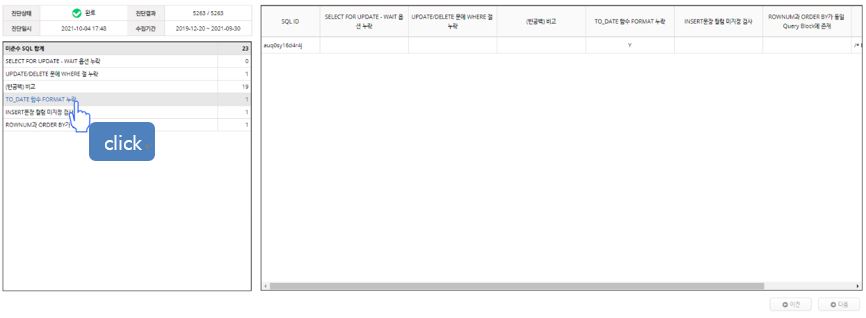 진단상태 완료 진단결과 5263 / 5263
진단일시 2021-10-04 17:48 수집기간 2019-12-20 ~ 2021-09-30
미준수 SQL 합계 23
SELECT FOR UPDATE - WAIT 옵션 누락 0
UPDATE/DELETE 문에 WHERE 절 누락 1
(반공백) 비교 19
TO_DATE 함수 FORMAT 누락 1
INSERT문장 컬럼 미지정 검사 1
ROWNUM과 ORDER BY가 1
click
SQL ID
SELECT FOR UPDATE - WAIT 옵션 누락
UPDATE/DELETE 문에 WHERE 절 누락
(반공백) 비교
TO_DATE 함수 FORMAT 누락
INSERT문장 컬럼 미지정 검사
ROWNUM과 ORDER BY가 동일 Query Block에 존재
Y
이전 다음